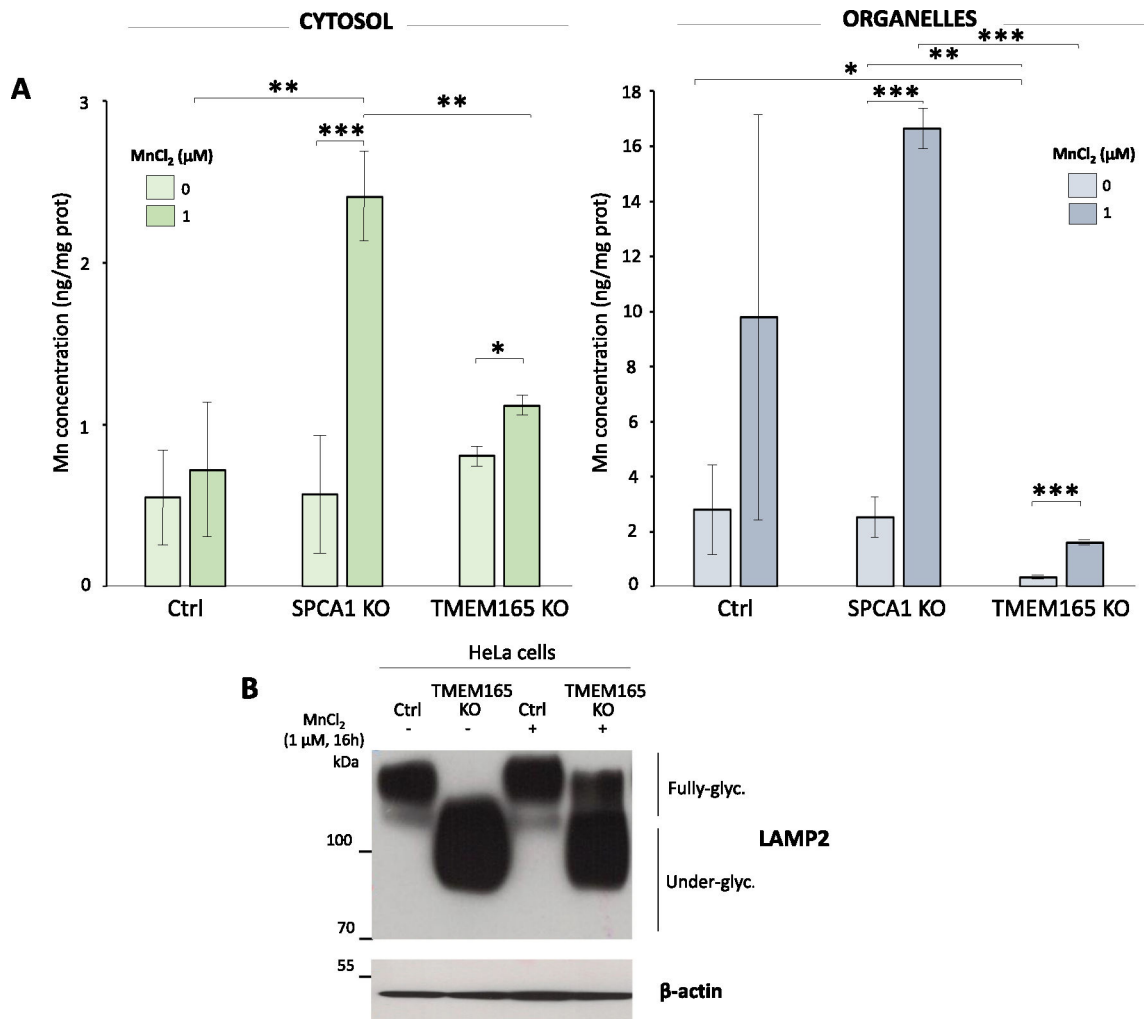 CYTOSOL
ORGANELLES
A
**
**
***
*
MnCl₂ (μM)
0
1
Mn concentration (ng/mg prot)
3
2
1
0
Ctrl
SPCA1 KO
TMEM165 KO
***
**
*
***
***
MnCl₂ (μM)
0
1
Mn concentration (ng/mg prot)
18
16
14
12
10
8
6
4
2
0
Ctrl
SPCA1 KO
TMEM165 KO
B
HeLa cells
Ctrl
TMEM165
KO
Ctrl
TMEM165
KO
MnCl₂
(1 μM, 16h)
- - + +
kDa
100
70
55
Fully-glyc.
LAMP2
Under-glyc.
β-actin